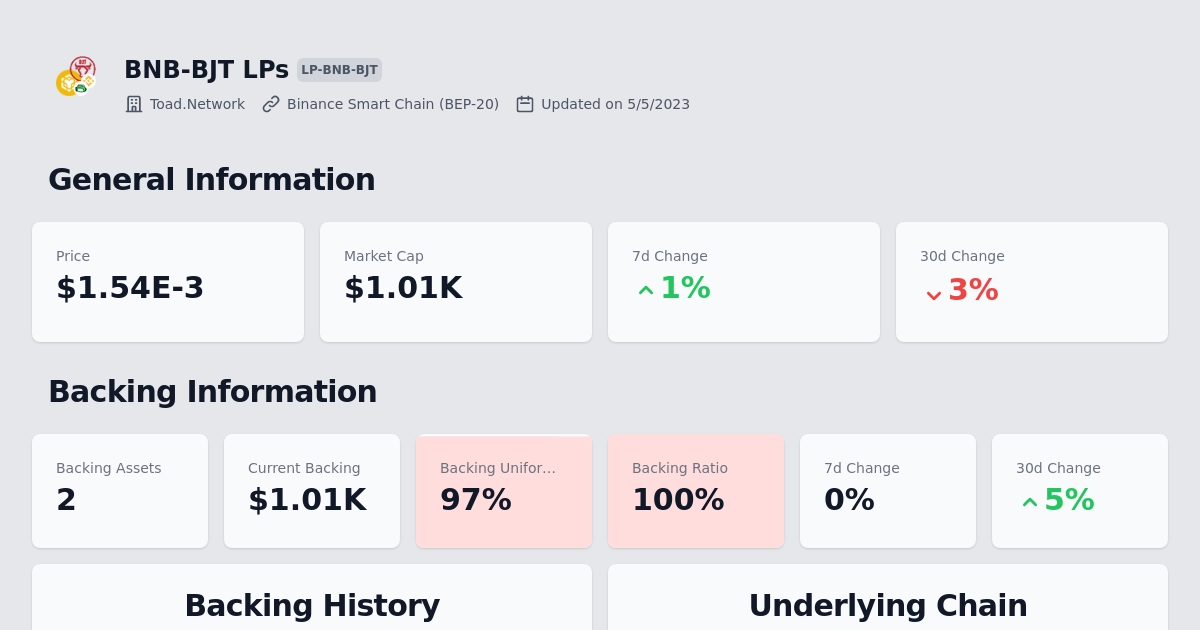 BNB-BJT LPs LP-BNB-BJT
Toad.Network Binance Smart Chain (BEP-20) Updated on 5/5/2023
General Information
Price Market Cap 7d Change 30d Change
$1.54E-3 $1.01K 1% 3%
Backing Information
Backing Assets Current Backing Backing Unifor... Backing Ratio 7d Change 30d Change
2 $1.01K 97% 100% 0% 5%
Backing History Underlying Chain